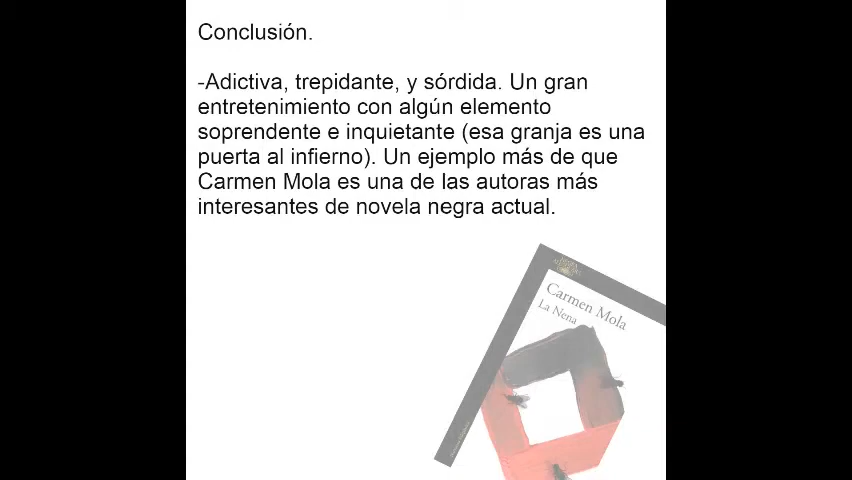 Conclusión.
-Adictiva, trepidante, y sórdida. Un gran
entretenimiento con algún elemento
soprendente e inquietante (esa granja es una
puerta al infierno). Un ejemplo más de que
Carmen Mola es una de las autoras más
interesantes de novela negra actual.
Carmen Mola
La Nena